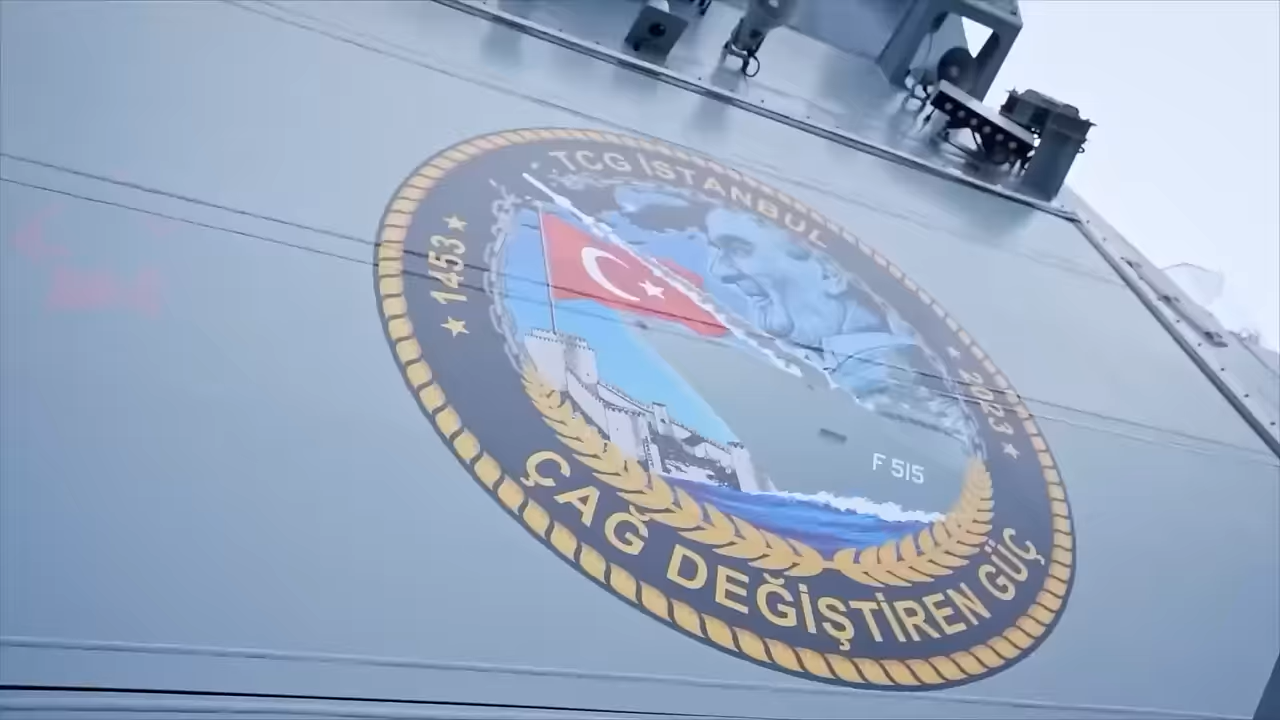 TCG İSTANBUL
1453
2023
F 515
ÇAĞ DEĞİŞTİREN GÜÇ